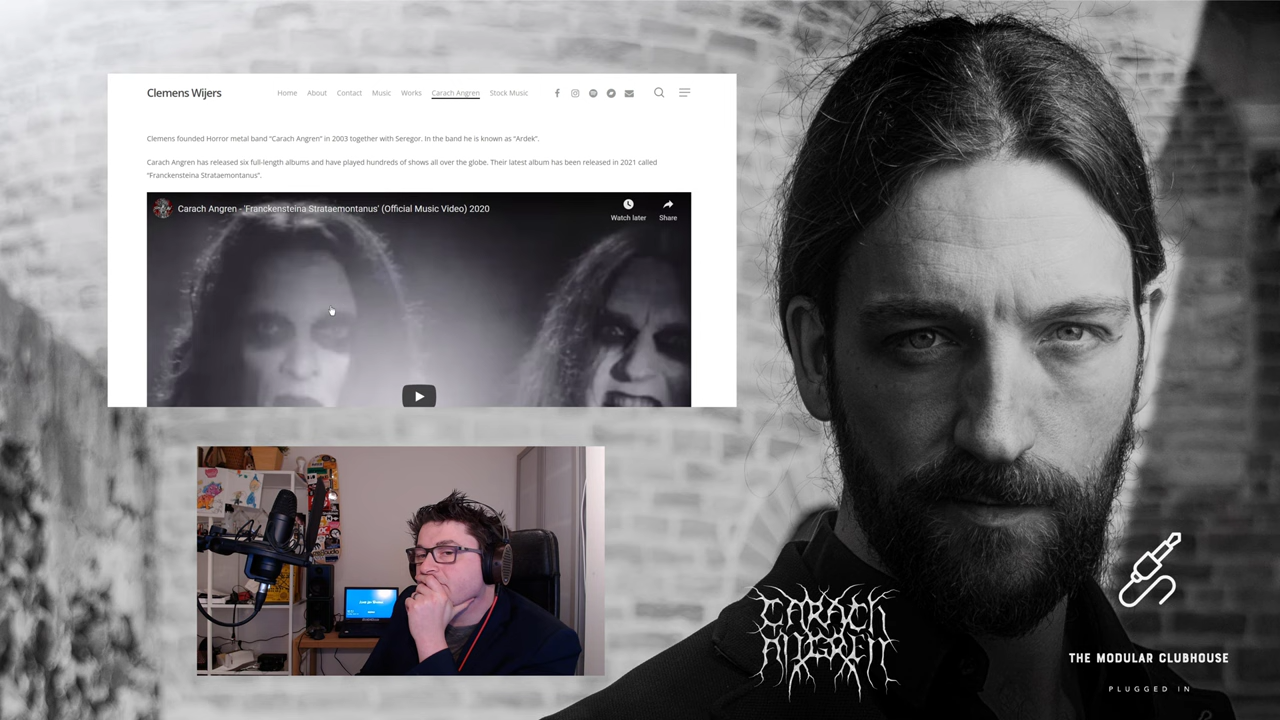 Clemens Wijers
Home About Contact Music Works Carach Angren Stock Music
Clemens founded Horror metal band "Carach Angren" in 2003 together with Seregor. In the band he is known as "Ardek".
Carach Angren has released six full-length albums and have played hundreds of shows all over the globe. Their latest album has been released in 2021 called
"Franckensteina Strataemontanus".
Carach Angren - 'Franckensteina Strataemontanus' (Official Music Video) 2020
Watch later
Share
CARACH
ANGREN
THE MODULAR CLUBHOUSE
PLUGGED IN